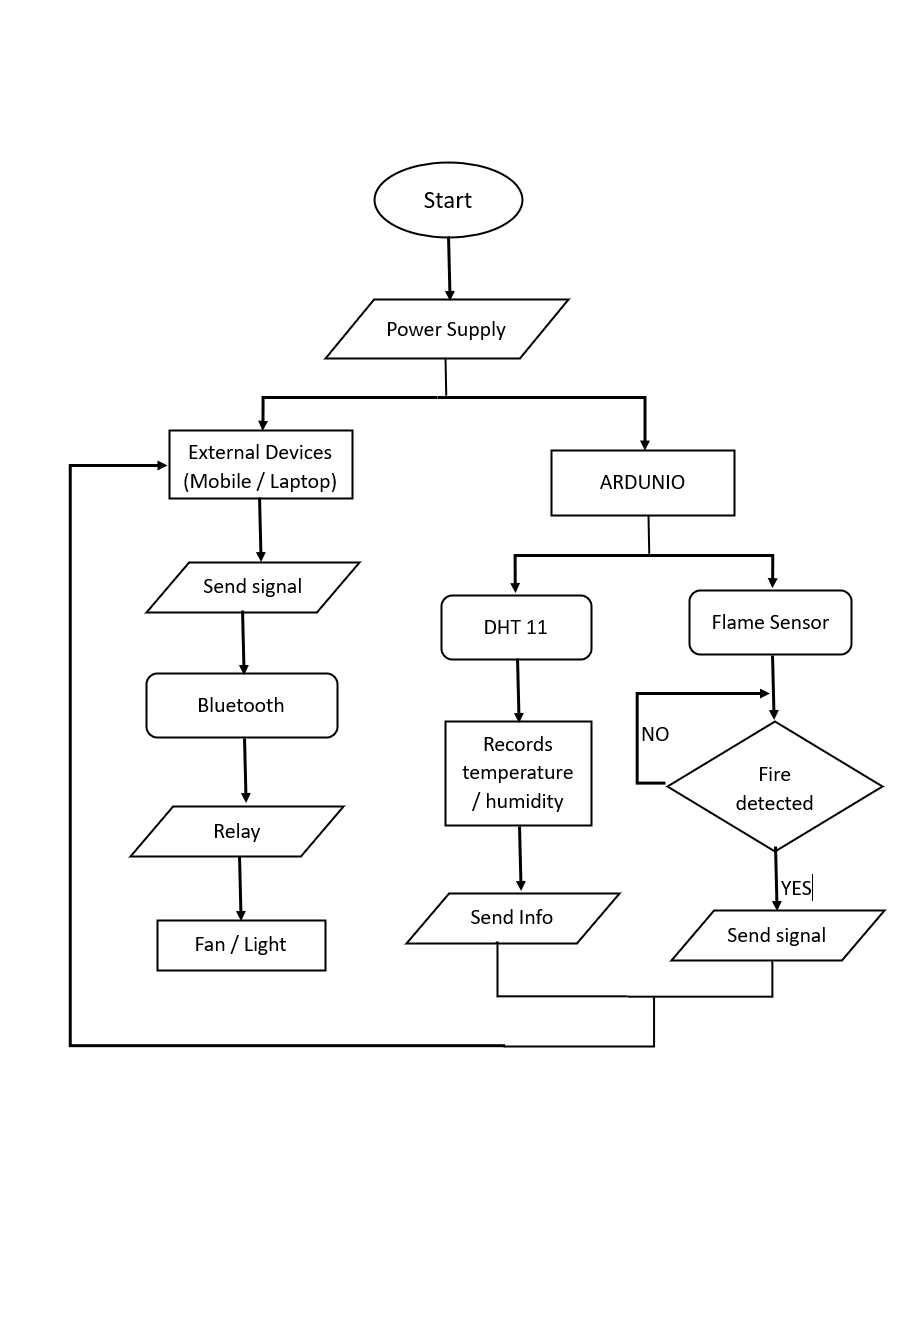 Start
Power Supply
External Devices
(Mobile / Laptop)
ARDUNIO
Send signal
DHT 11
Flame Sensor
Bluetooth
Records
temperature
/ humidity
NO
Fire
detected
Relay
YES
Send Info
Send signal
Fan / Light